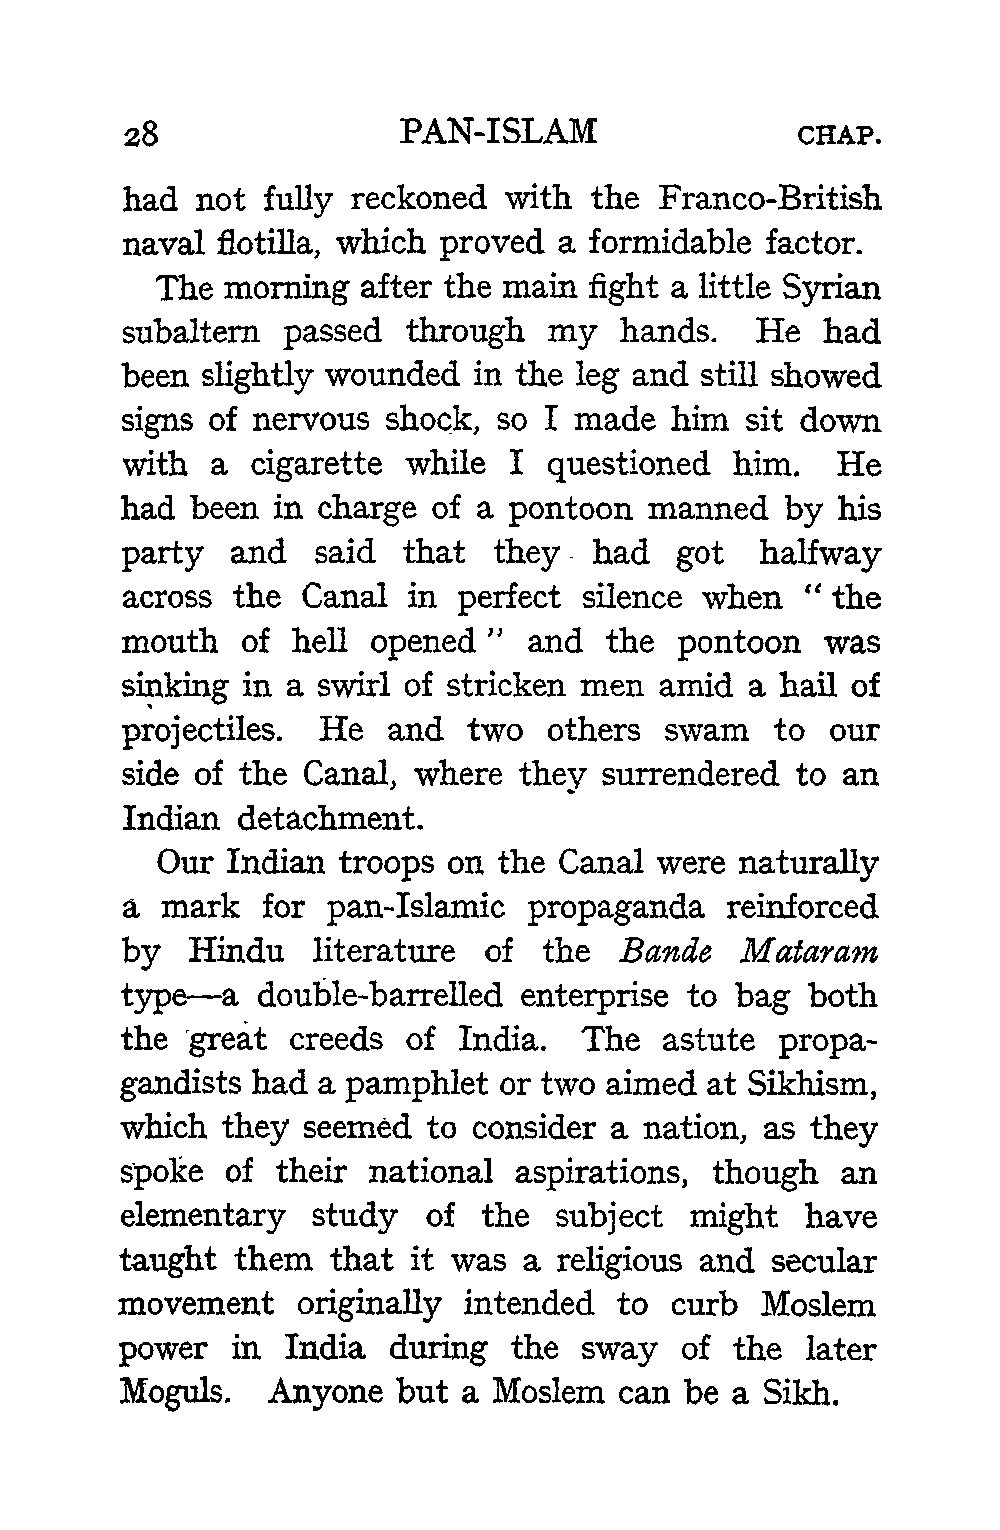 28 PAN-ISLAM CHAP.
had not fully reckoned with the Franco-British
naval flotilla, which proved a formidable factor.
The morning after the main fight a little Syrian
subaltern passed through my hands. He had
been slightly wounded in the leg and still showed
signs of nervous shock, so I made him sit down
with a cigarette while I questioned him. He
had been in charge of a pontoon manned by his
party and said that they had got halfway
across the Canal in perfect silence when “ the
mouth of hell opened ” and the pontoon was
sinking in a swirl of stricken men amid a hail of
projectiles. He and two others swam to our
side of the Canal, where they surrendered to an
Indian detachment.
Our Indian troops on the Canal were naturally
a mark for pan-Islamic propaganda reinforced
by Hindu literature of the Bande Mataram
type—a double-barrelled enterprise to bag both
the great creeds of India. The astute propa-
gandists had a pamphlet or two aimed at Sikhism,
which they seemed to consider a nation, as they
spoke of their national aspirations, though an
elementary study of the subject might have
taught them that it was a religious and secular
movement originally intended to curb Moslem
power in India during the sway of the later
Moguls. Anyone but a Moslem can be a Sikh.